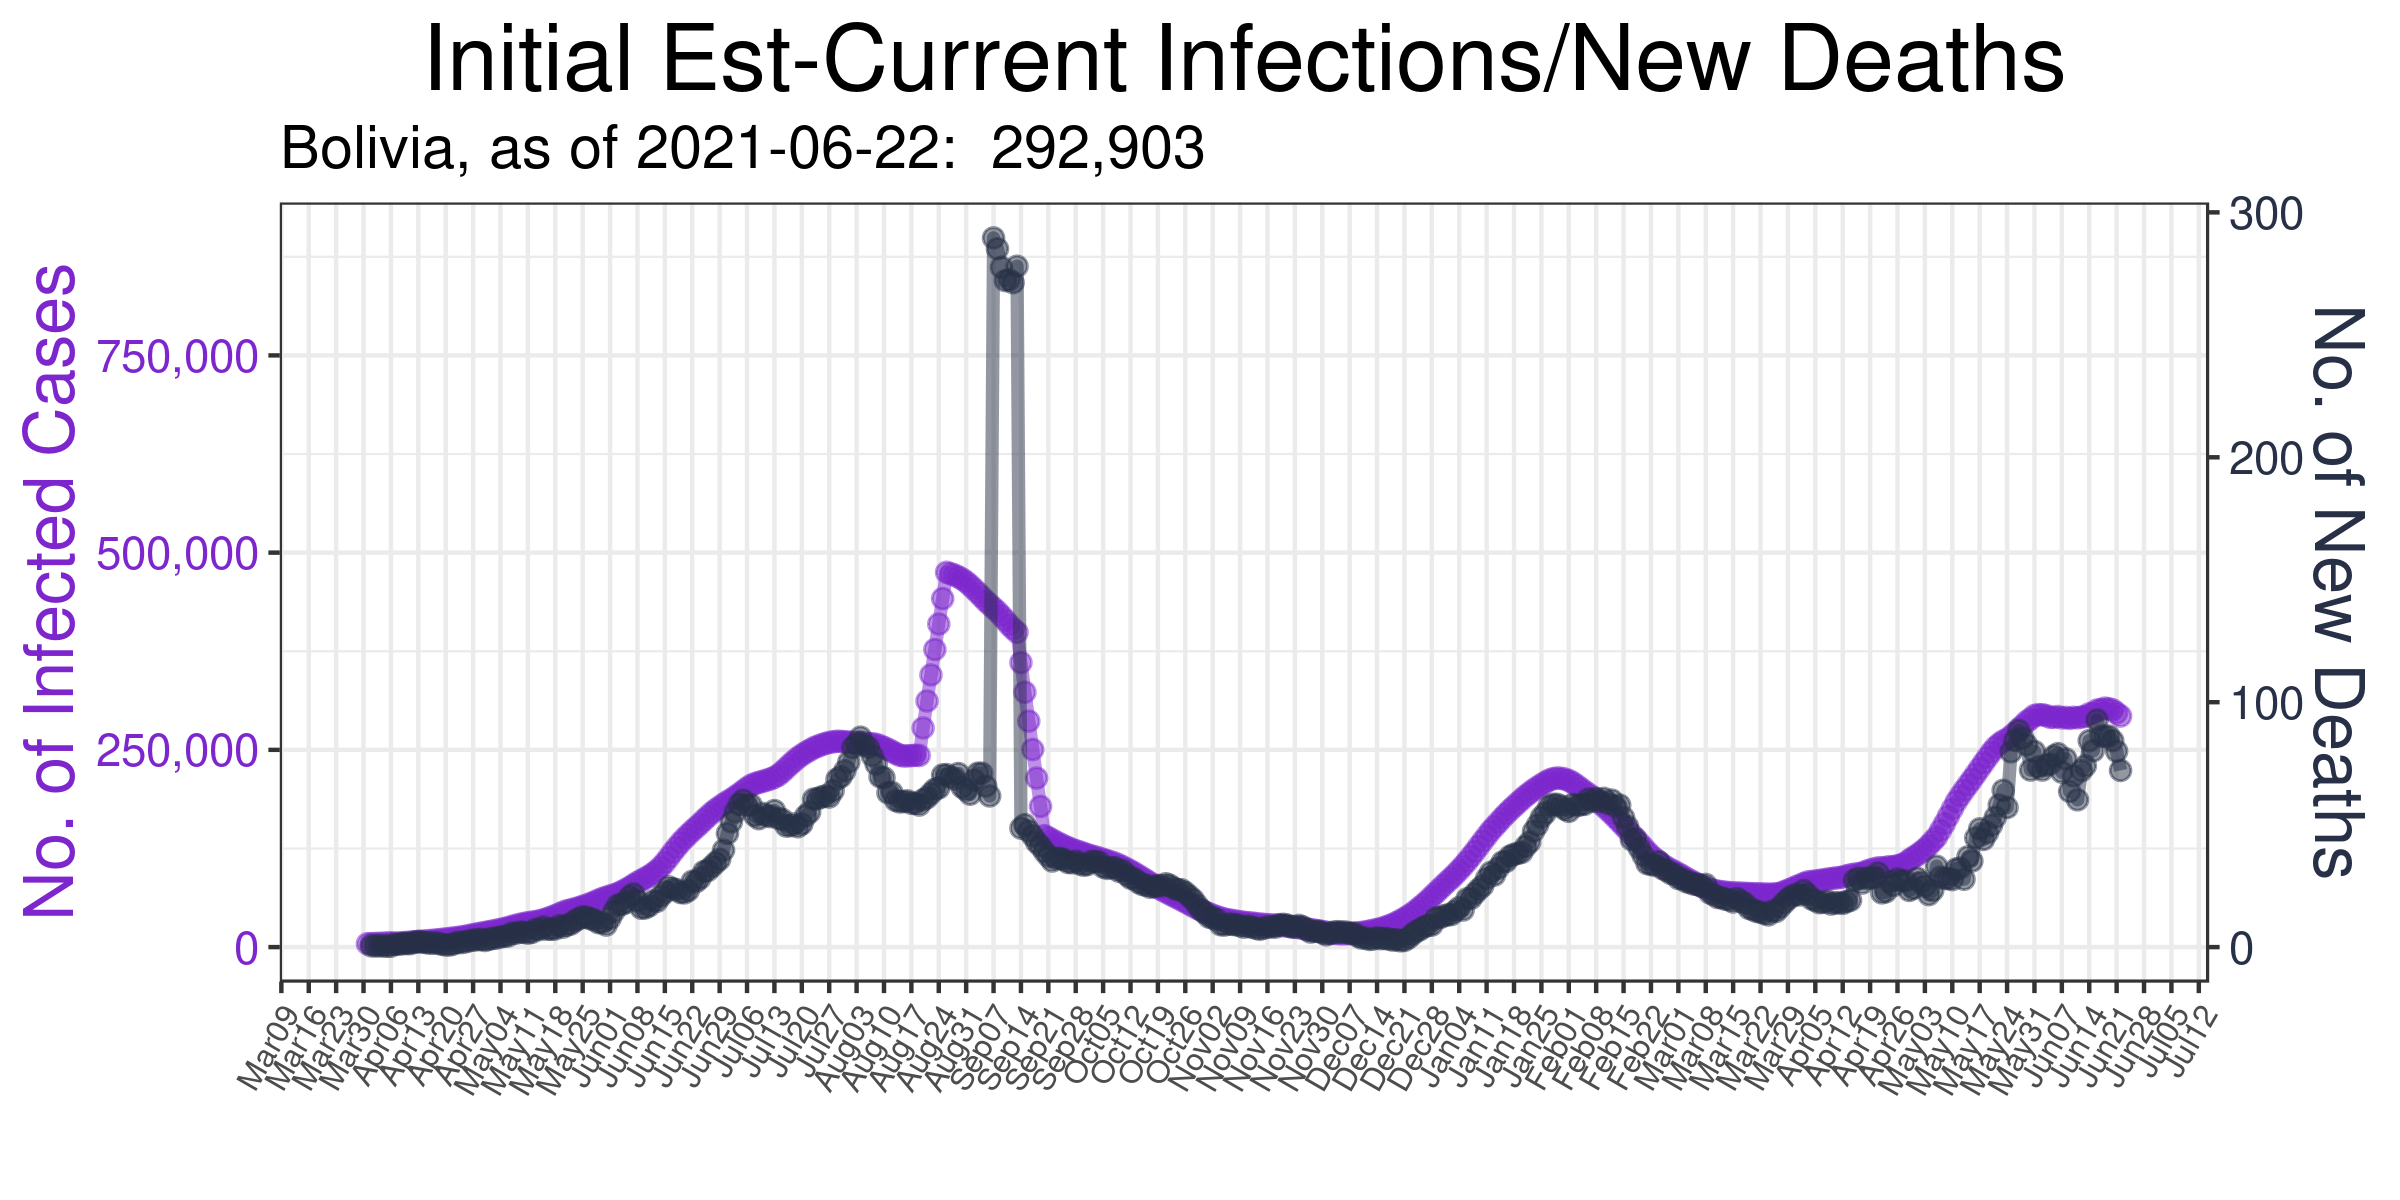 Initial Est-Current Infections/New Deaths
Bolivia, as of 2021-06-22: 292,903
No. of Infected Cases
750,000
500,000
250,000
0
300
200
100
0
No. of New Deaths
Mar09
Mar16
Mar23
Mar30
Apr06
Apr13
Apr20
Apr27
May04
May11
May18
May25
Jun01
Jun08
Jun15
Jun22
Jun29
Jul06
Jul13
Jul20
Jul27
Aug03
Aug10
Aug17
Aug24
Aug31
Sep07
Sep14
Sep21
Sep28
Oct05
Oct12
Oct19
Oct26
Nov02
Nov09
Nov16
Nov23
Nov30
Dec07
Dec14
Dec21
Dec28
Jan04
Jan11
Jan18
Jan25
Feb01
Feb08
Feb15
Feb22
Mar01
Mar08
Mar15
Mar22
Mar29
Apr05
Apr12
Apr19
Apr26
May03
May10
May17
May24
May31
Jun07
Jun14
Jun21
Jun28
Jul05
Jul12